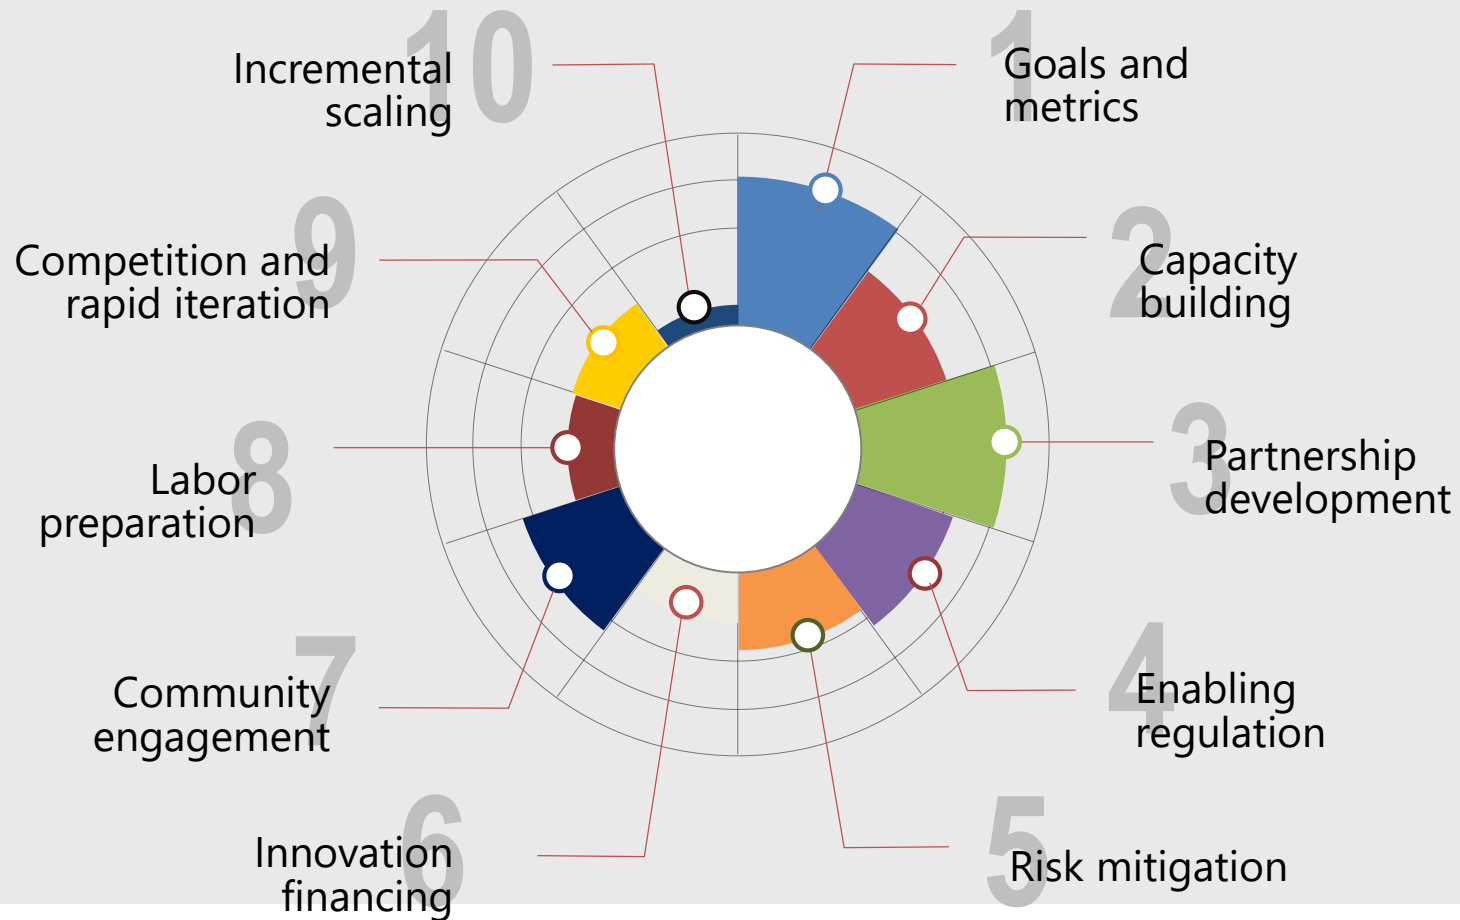 1
Goals and
metrics
2
Capacity
building
3
Partnership
development
4
Enabling
regulation
5
Risk mitigation
6
Innovation
financing
7
Community
engagement
8
Labor
preparation
9
Competition and
rapid iteration
10
Incremental
scaling